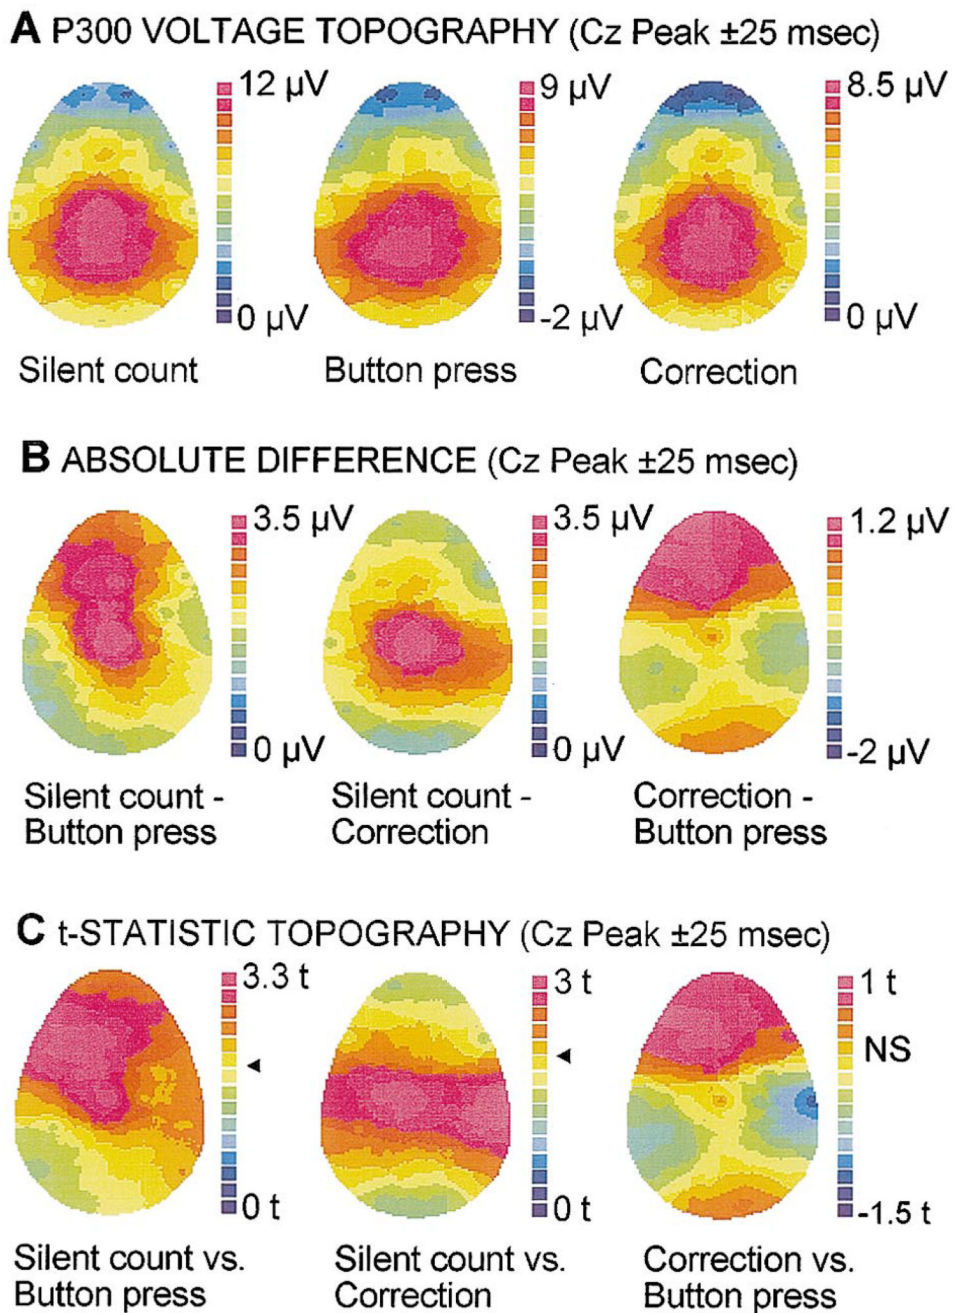 A P300 VOLTAGE TOPOGRAPHY (Cz Peak ±25 msec)
12 µV
9 µV
8.5 µV
0 µV
-2 µV
0 µV
Silent count
Button press
Correction
B ABSOLUTE DIFFERENCE (Cz Peak ±25 msec)
3.5 µV
3.5 µV
1.2 µV
0 µV
0 µV
-2 µV
Silent count -
Button press
Silent count -
Correction
Correction -
Button press
C t-STATISTIC TOPOGRAPHY (Cz Peak ±25 msec)
3.3 t
3 t
1 t
NS
0 t
0 t
-1.5 t
Silent count vs.
Button press
Silent count vs.
Correction
Correction vs.
Button press